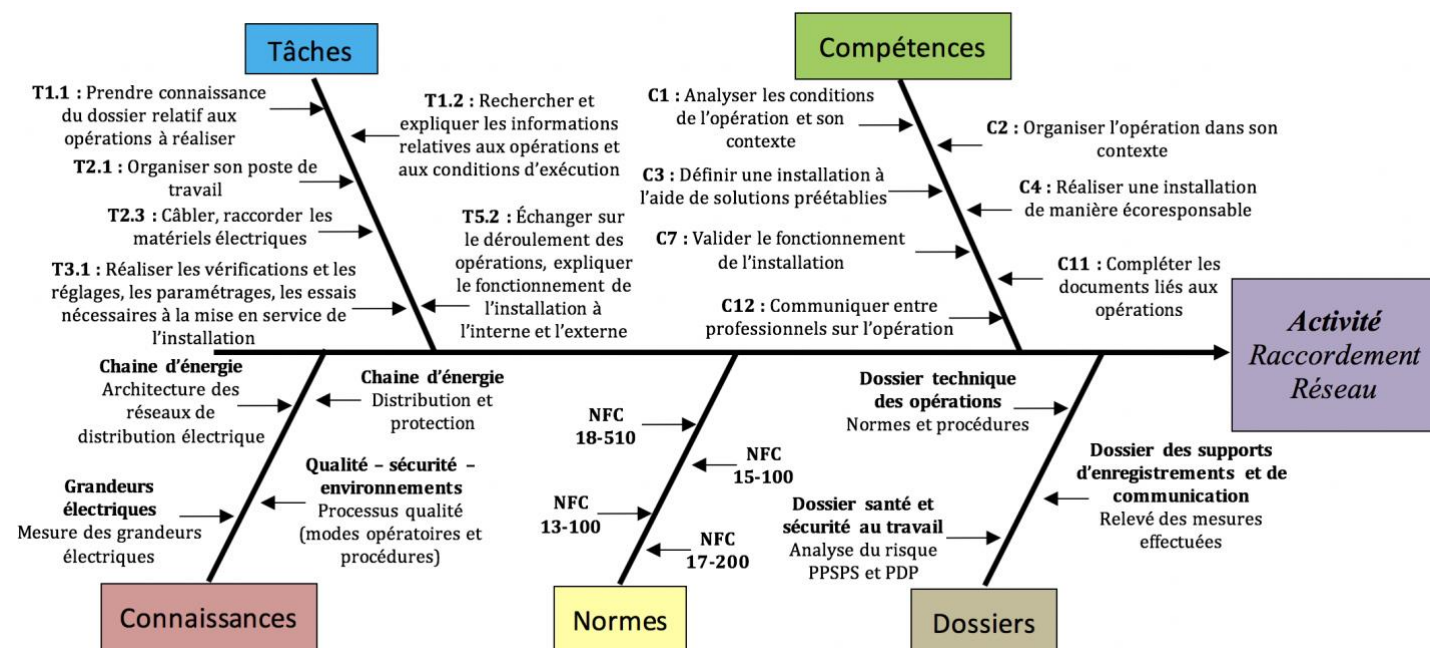 Tâches
T1.1 : Prendre connaissance
du dossier relatif aux
opérations à réaliser
T1.2 : Rechercher et
expliquer les informations
relatives aux opérations et
aux conditions d'exécution
T2.1 : Organiser son poste de
travail
T2.3 : Câbler, raccorder les
matériels électriques
T5.2 : Échanger sur
le déroulement des
opérations, expliquer
le fonctionnement de
l'installation à
l'interne et l'externe
T3.1 : Réaliser les vérifications et les
réglages, les paramétrages, les essais
nécessaires à la mise en service de
l'installation
Compétences
C1 : Analyser les conditions
de l'opération et son
contexte
C2 : Organiser l'opération dans son
contexte
C3 : Définir une installation à
l'aide de solutions préétablies
C4 : Réaliser une installation
de manière écoresponsable
C7 : Valider le fonctionnement
de l'installation
C11 : Compléter les
documents liés aux
opérations
C12 : Communiquer entre
professionnels sur l'opération
Activité
Raccordement
Réseau
Chaine d'énergie
Architecture des
réseaux de
distribution électrique
Chaine d'énergie
Distribution et
protection
Grandeurs
électriques
Mesure des grandeurs
électriques
Qualité – sécurité –
environnements
Processus qualité
(modes opératoires et
procédures)
Connaissances
NFC
18-510
NFC
15-100
NFC
13-100
NFC
17-200
Normes
Dossier technique
des opérations
Normes et procédures
Dossier des supports
d'enregistrements et de
communication
Relevé des mesures
effectuées
Dossier santé et
sécurité au travail
Analyse du risque
PPSPS et PDP
Dossiers